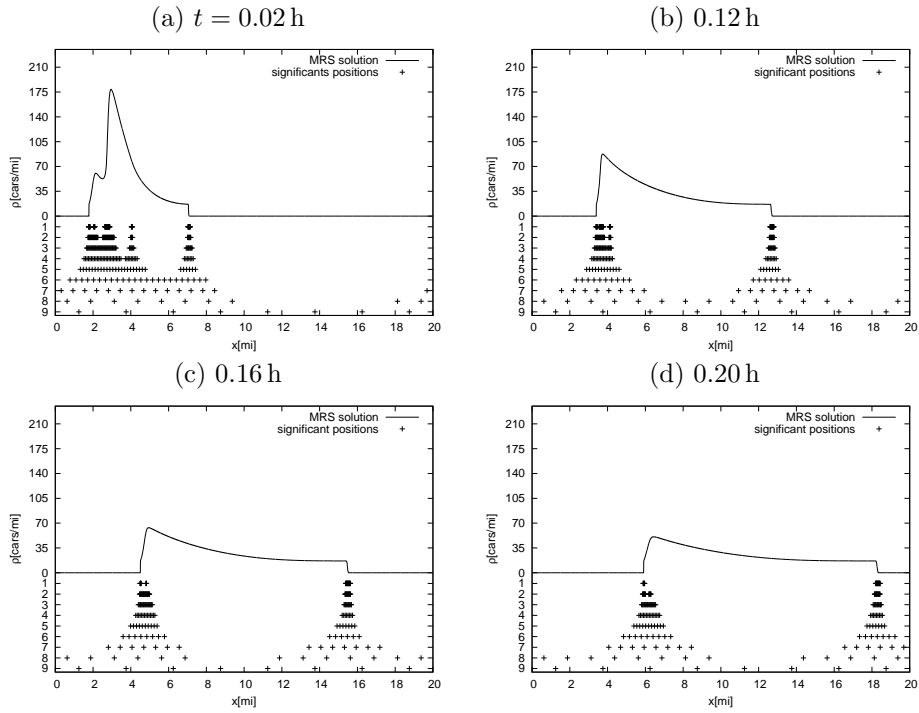 (a) t = 0.02 h
MRS solution
significants positions
ρ[cars/mi]
210
175
140
105
70
35
0
1
2
3
4
5
6
7
8
9
0 2 4 6 8 10 12 14 16 18 20
x[mi]
(b) 0.12 h
MRS solution
significant positions
ρ[cars/mi]
210
175
140
105
70
35
0
1
2
3
4
5
6
7
8
9
0 2 4 6 8 10 12 14 16 18 20
x[mi]
(c) 0.16 h
MRS solution
significant positions
ρ[cars/mi]
210
175
140
105
70
35
0
1
2
3
4
5
6
7
8
9
0 2 4 6 8 10 12 14 16 18 20
x[mi]
(d) 0.20 h
MRS solution
significant positions
ρ[cars/mi]
210
175
140
105
70
35
0
1
2
3
4
5
6
7
8
9
0 2 4 6 8 10 12 14 16 18 20
x[mi]